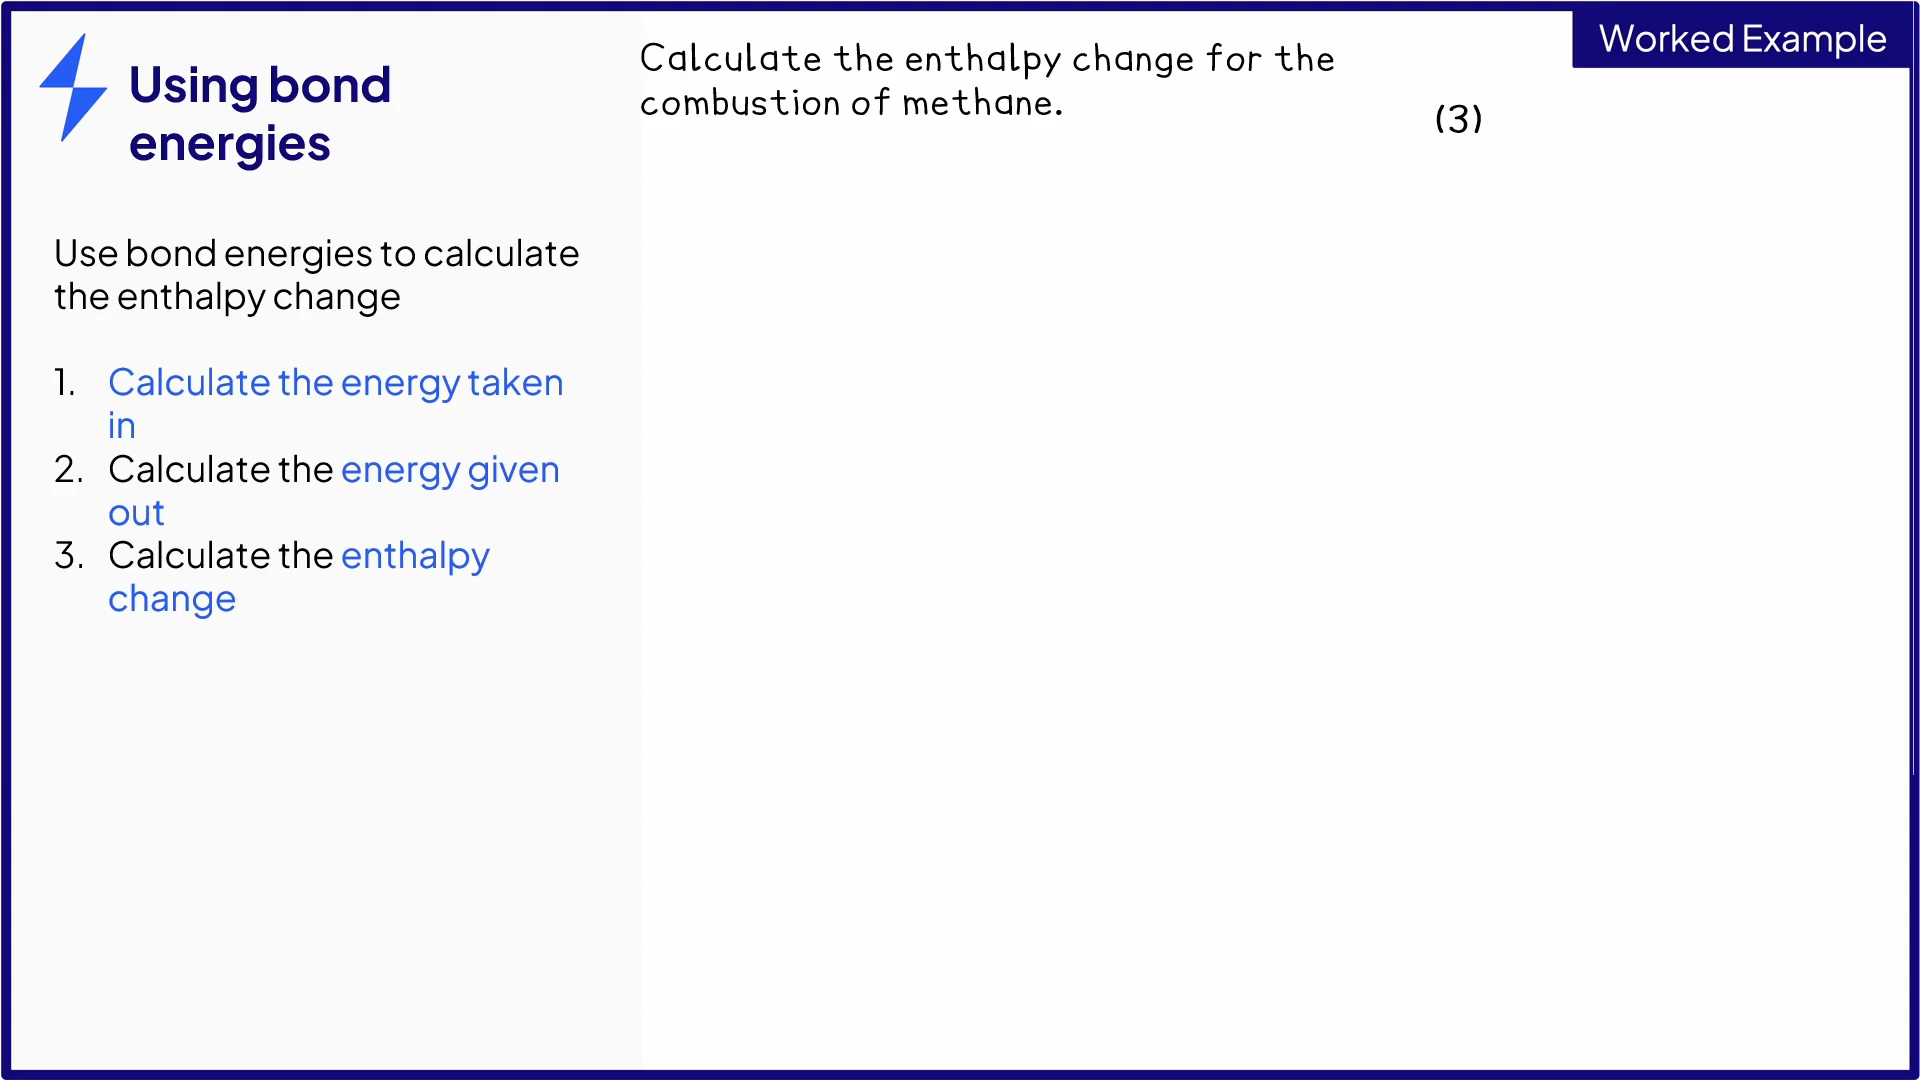 Using bond
energies
Use bond energies to calculate
the enthalpy change
1. Calculate the energy taken
in
2. Calculate the energy given
out
3. Calculate the enthalpy
change
Calculate the enthalpy change for the
combustion of methane.
(3)
Worked Example